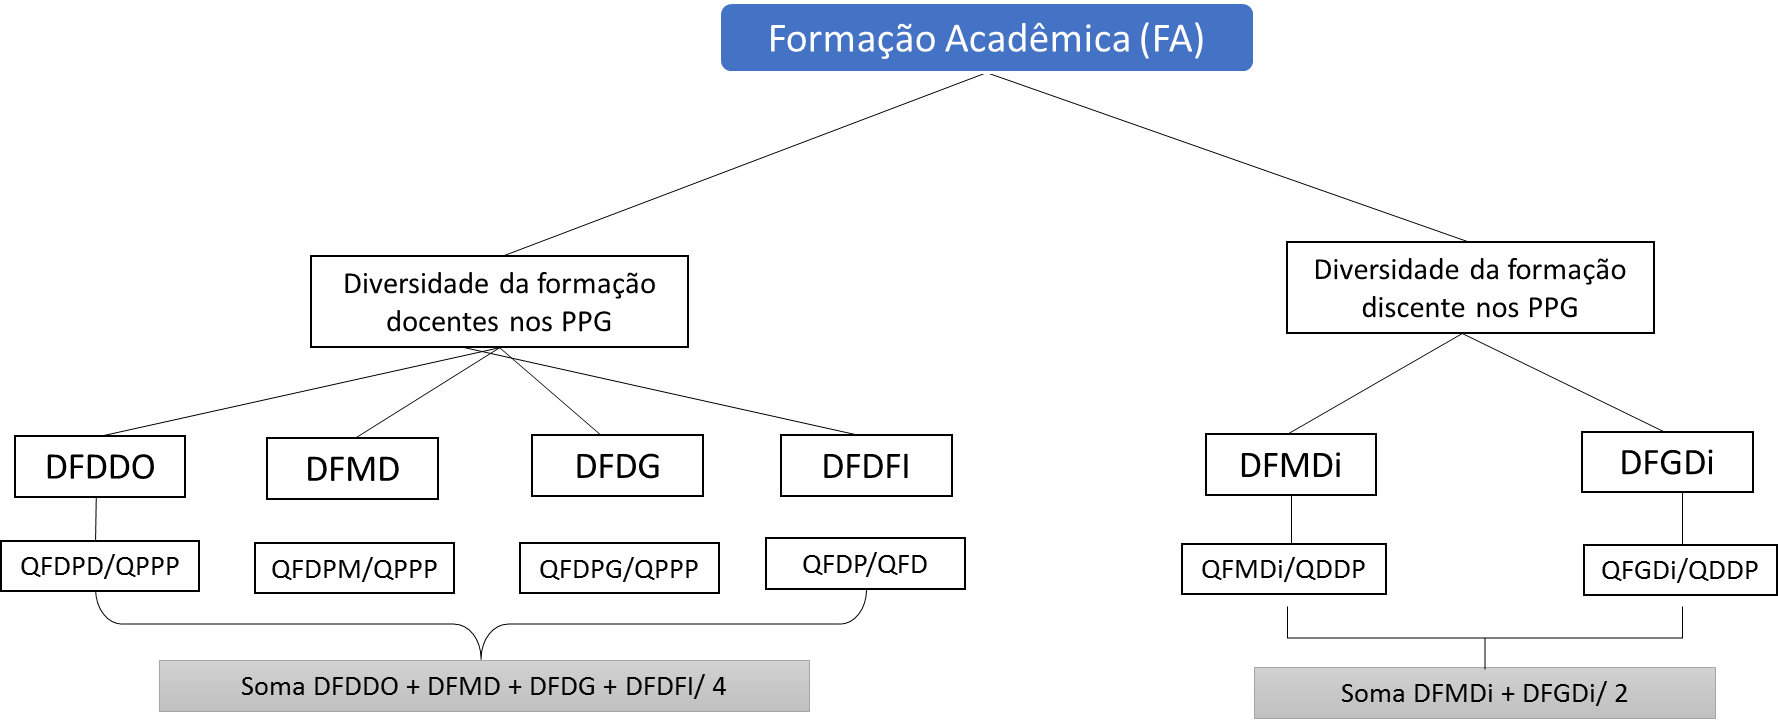 Formação Acadêmica (FA)
Diversidade da formação
docentes nos PPG
Diversidade da formação
discente nos PPG
DFDDO
DFMD
DFDG
DFDFI
DFMDi
DFGDi
QFDPD/QPPP
QFDPM/QPPP
QFDPG/QPPP
QFDP/QFD
QFMDi/QDDP
QFGDi/QDDP
Soma DFDDO + DFMD + DFDG + DFDFI/ 4
Soma DFMDi + DFGDi/ 2